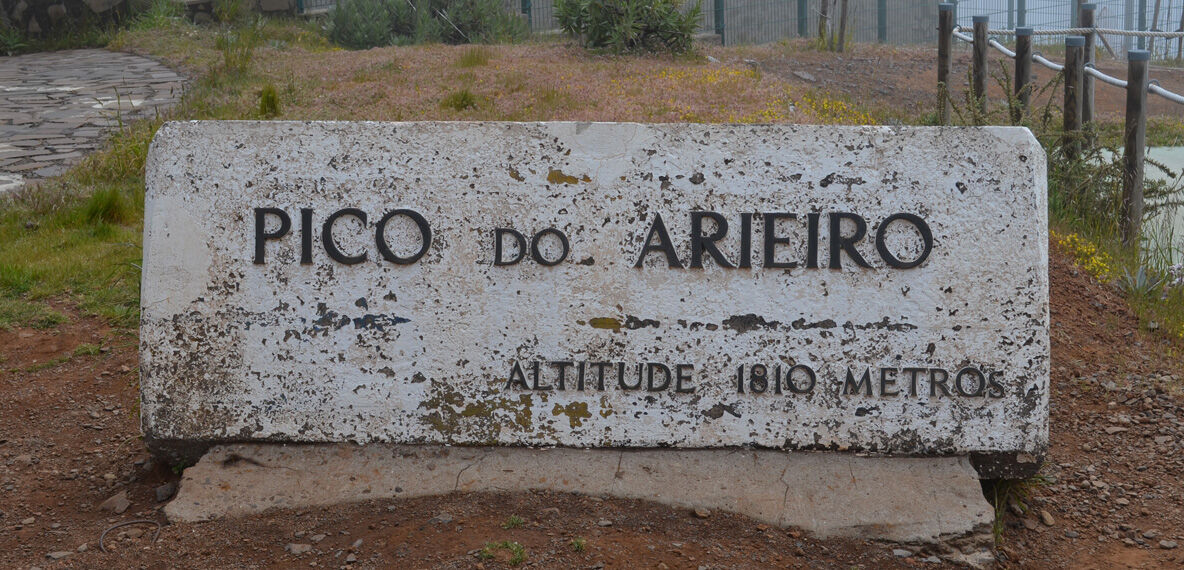 PICO DO ARIEIRO
ALTITUDE 1810 METROS